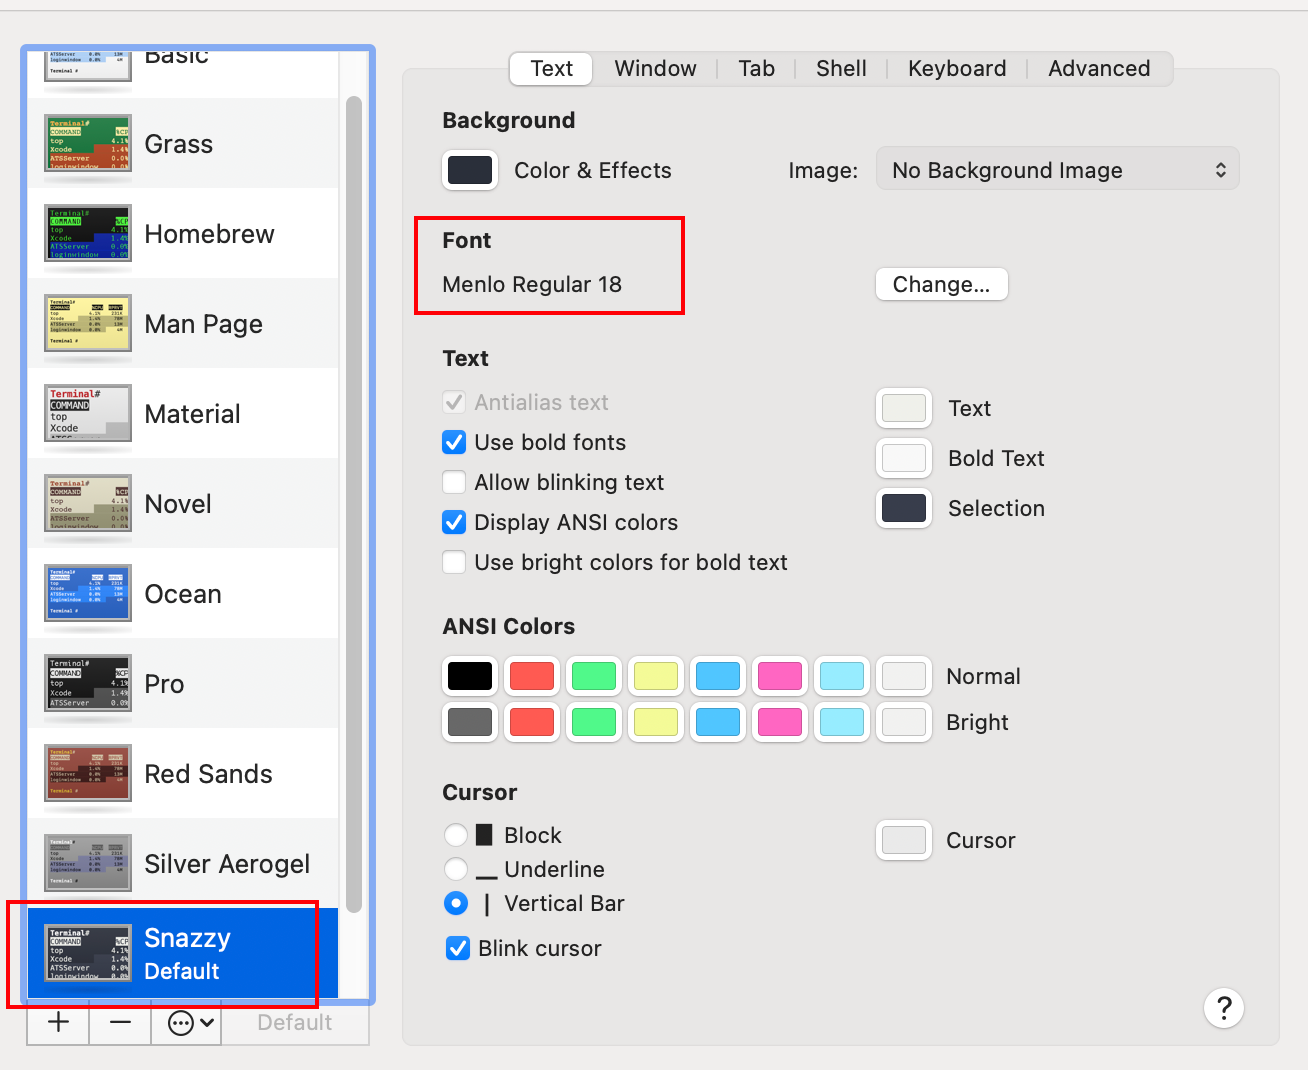 Basic
Grass
Homebrew
Man Page
Material
Novel
Ocean
Pro
Red Sands
Silver Aerogel
Snazzy
Default
Default
Text
Window
Tab
Shell
Keyboard
Advanced
Background
Color & Effects
Image:
No Background Image
Font
Menlo Regular 18
Change...
Text
Antialias text
Use bold fonts
Allow blinking text
Display ANSI colors
Use bright colors for bold text
Text
Bold Text
Selection
ANSI Colors
Normal
Bright
Cursor
Block
Underline
Vertical Bar
Blink cursor
Cursor
?